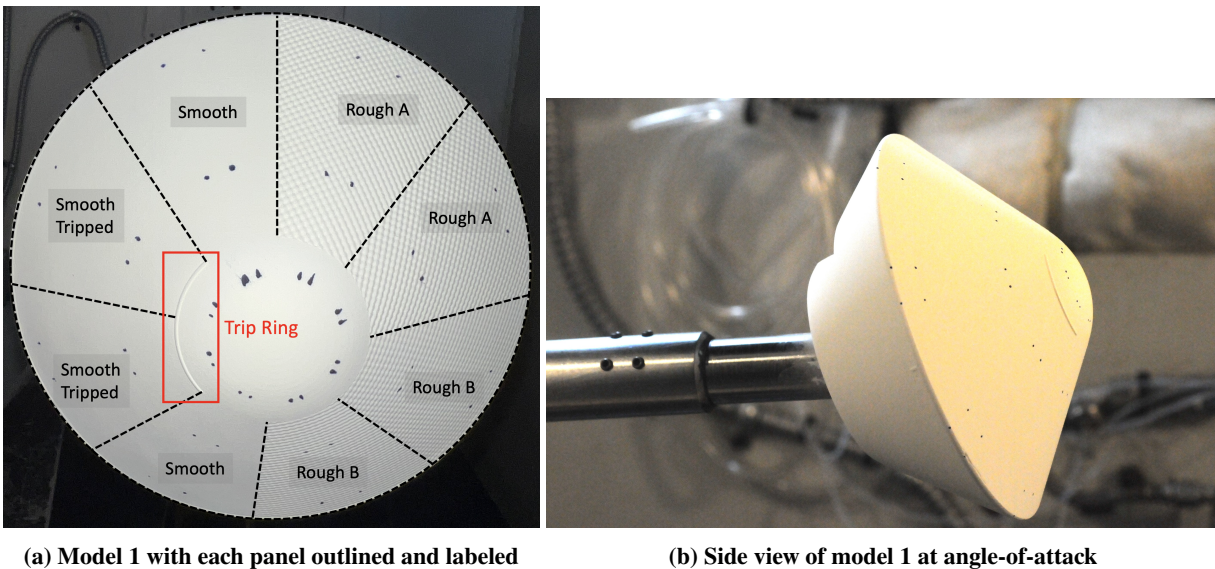 Smooth
Rough A
Smooth
Tripped
Rough A
Trip Ring
Smooth
Tripped
Rough B
Smooth
Rough B
(a) Model 1 with each panel outlined and labeled
(b) Side view of model 1 at angle-of-attack